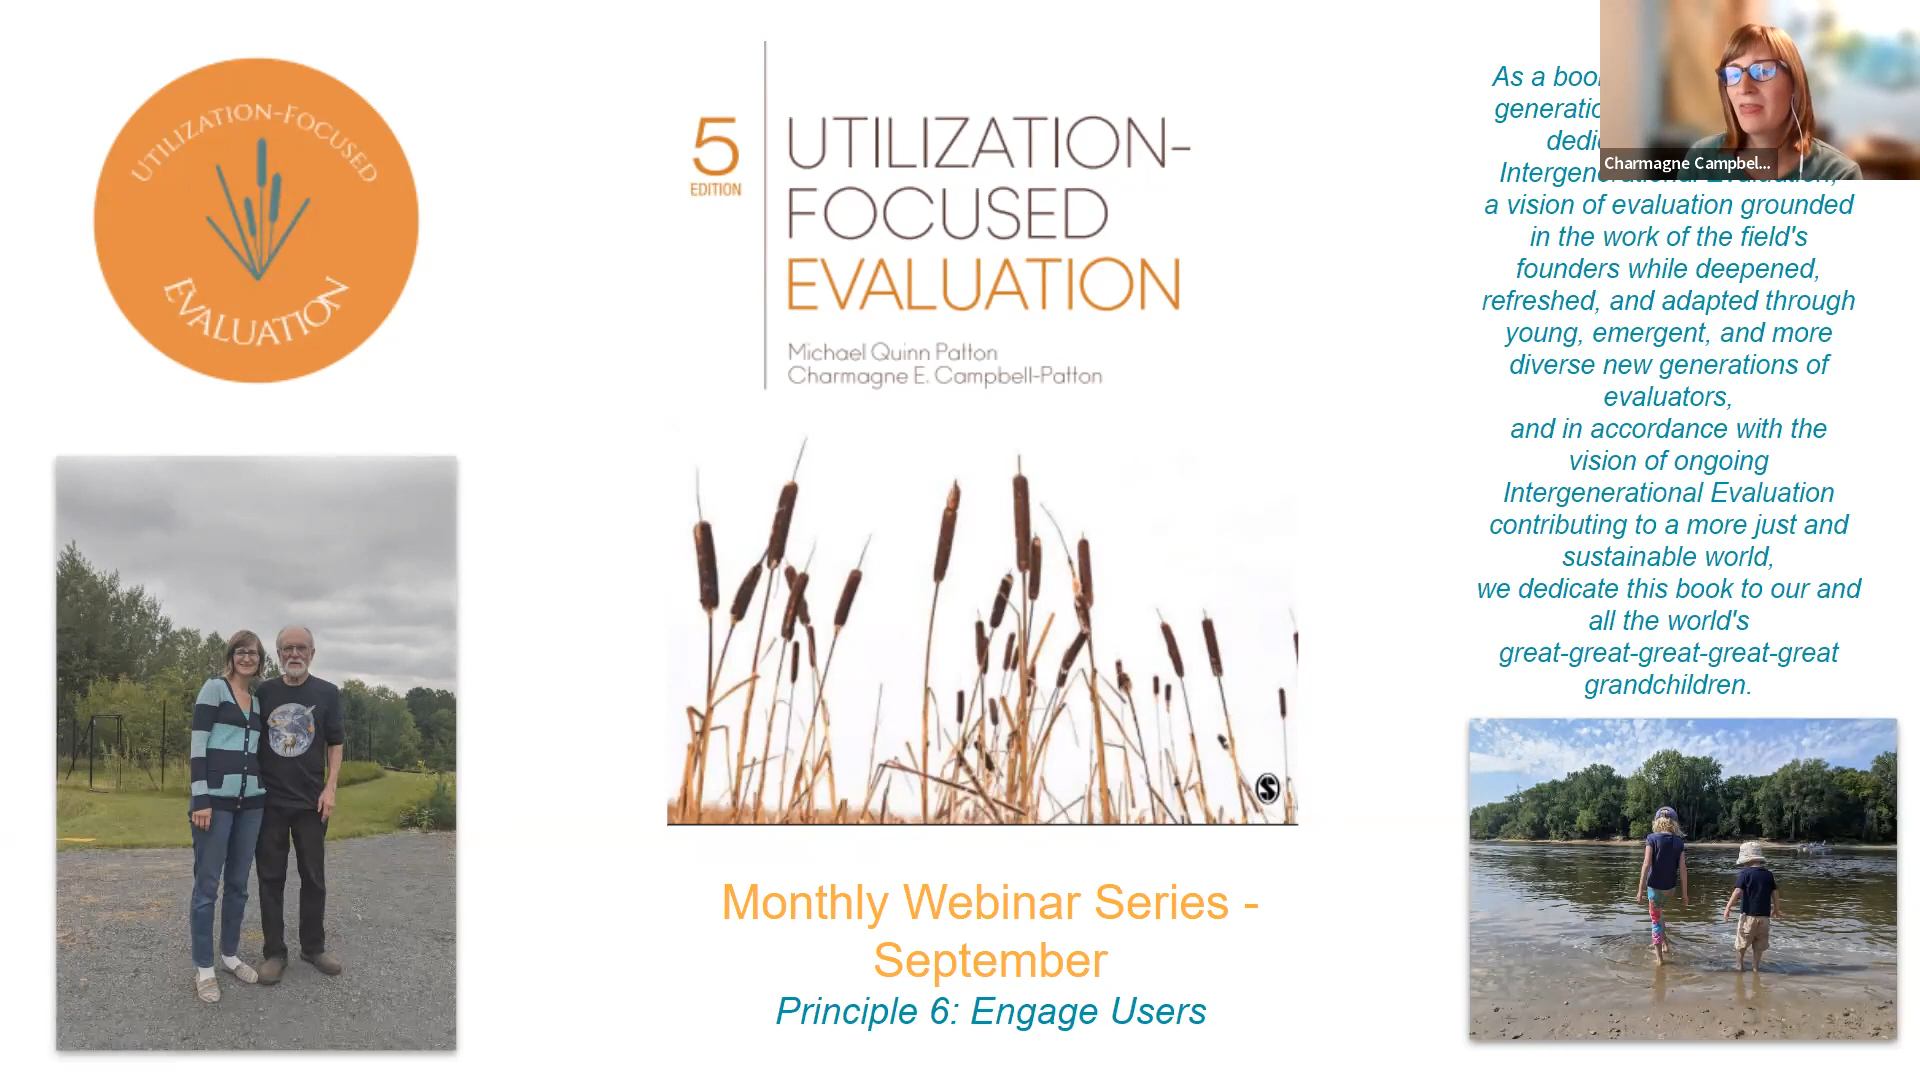 UTILIZATION-FOCUSED
EVALUATION
5
EDITION
UTILIZATION-
FOCUSED
EVALUATION
Michael Quinn Patton
Charmagne E. Campbell-Patton
Monthly Webinar Series -
September
Principle 6: Engage Users
Charmagne Campbel...
As a
a vision of evaluation grounded
in the work of the field's
founders while deepened,
refreshed, and adapted through
young, emergent, and more
diverse new generations of
evaluators,
and in accordance with the
vision of ongoing
Intergenerational Evaluation
contributing to a more just and
sustainable world,
we dedicate this book to our and
all the world's
great-great-great-great-great
grandchildren.